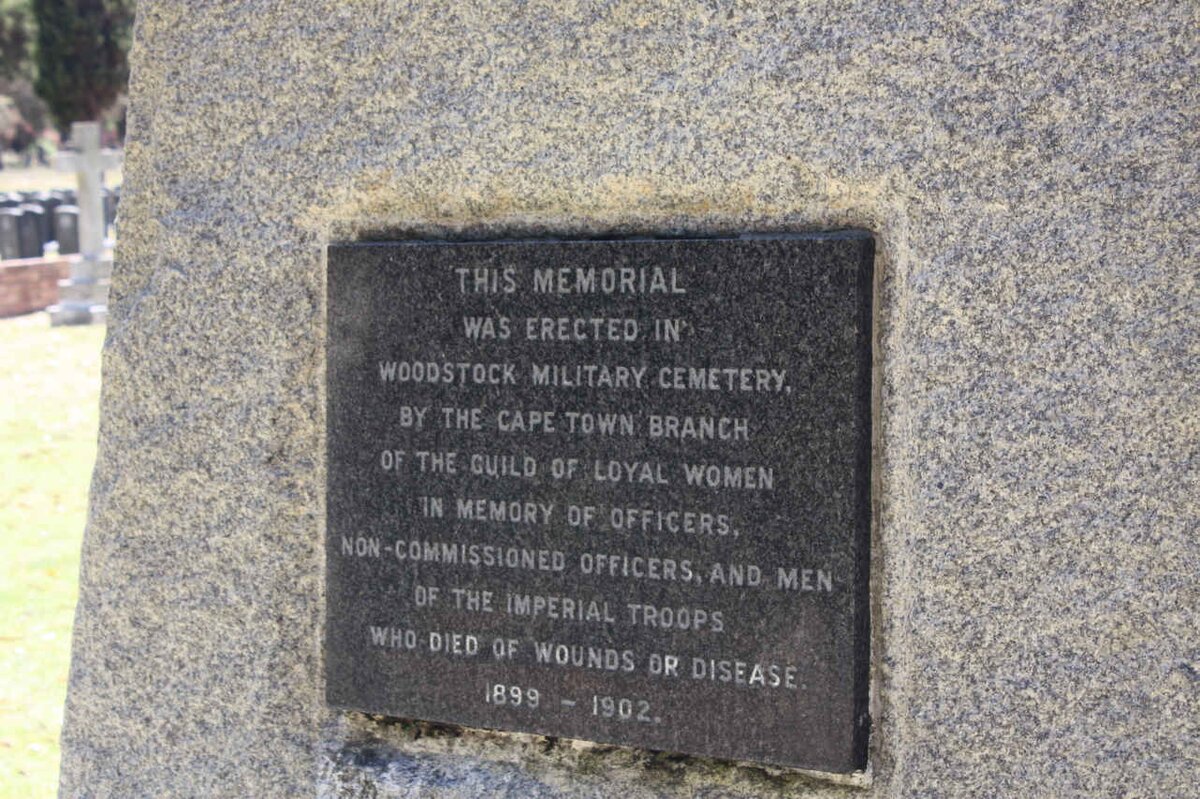 THIS MEMORIAL
WAS ERECTED IN
WOODSTOCK MILITARY CEMETERY,
BY THE CAPE TOWN BRANCH
OF THE GUILD OF LOYAL WOMEN
IN MEMORY OF OFFICERS,
NON-COMMISSIONED OFFICERS, AND MEN
OF THE IMPERIAL TROOPS
WHO DIED OF WOUNDS OR DISEASE.
1899 - 1902.